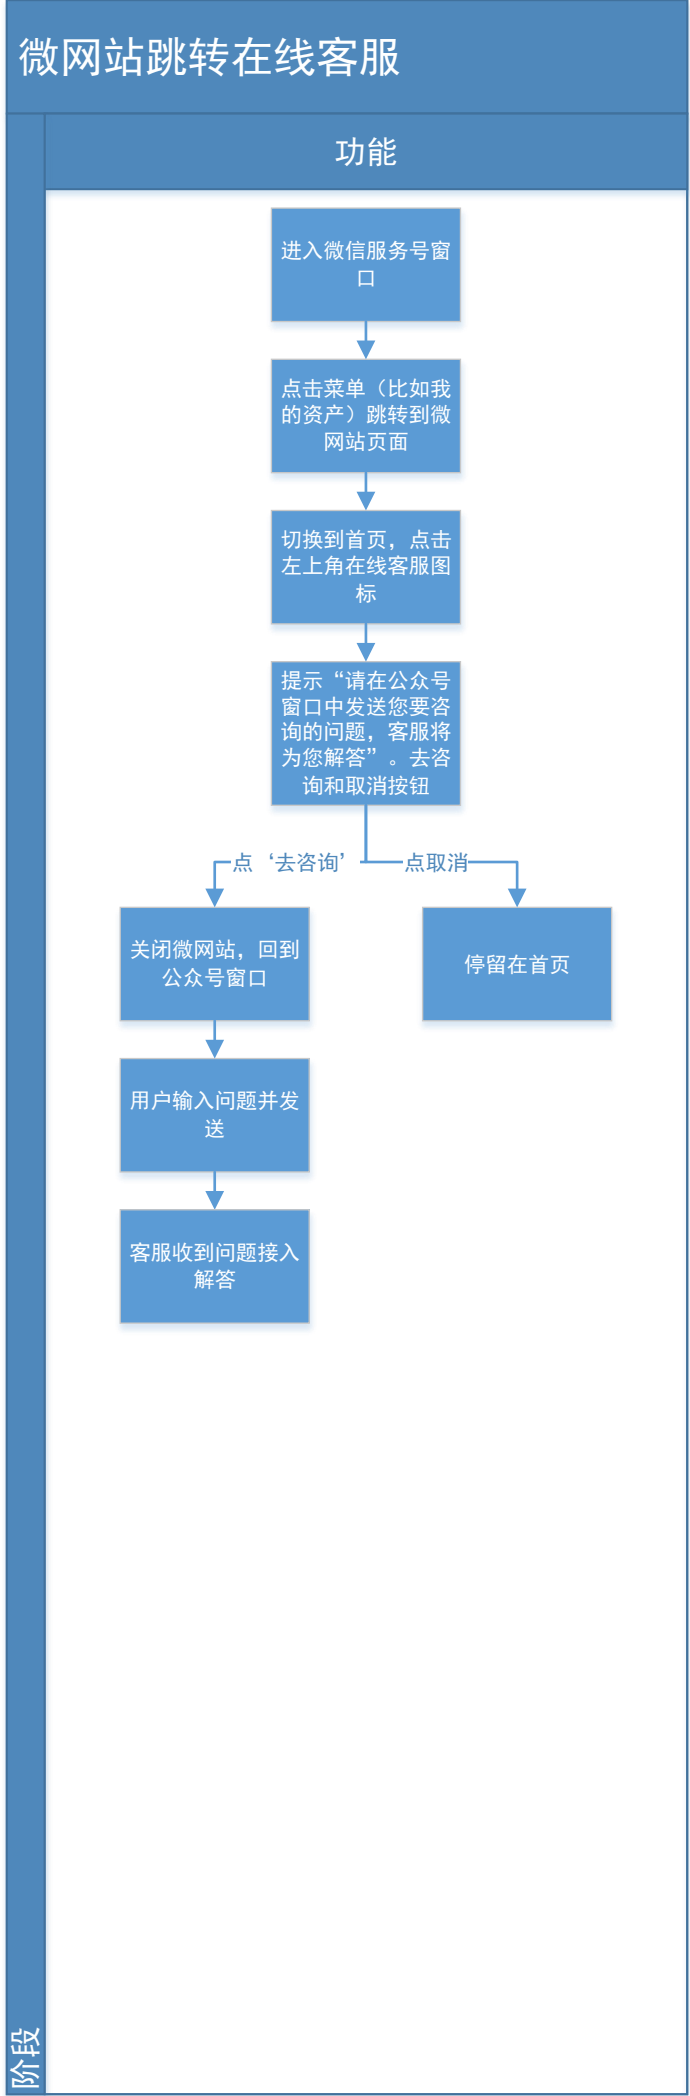 微网站跳转在线客服
功能
进入微信服务号窗
口
点击菜单（比如我
的资产）跳转到微
网站页面
切换到首页，点击
左上角在线客服图
标
提示“请在公众号
窗口中发送您要咨
询的问题，客服将
为您解答”。去咨
询和取消按钮
点‘去咨询’
点取消
关闭微网站，回到
公众号窗口
停留在首页
用户输入问题并发
送
客服收到问题接入
解答
阶段